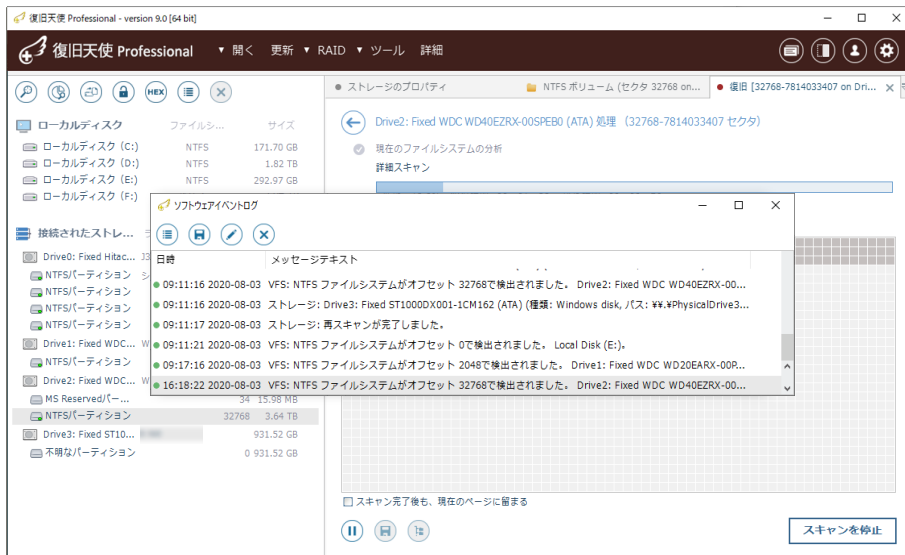 復旧天使 Professional - version 9.0 [64 bit]
復旧天使 Professional ▼ 開く 更新 ▼ RAID ▼ ツール 詳細
HEX
ローカルディスク ファイルシ... サイズ
ローカルディスク (C:) NTFS 171.70 GB
ローカルディスク (D:) NTFS 1.82 TB
ローカルディスク (E:) NTFS 292.97 GB
ローカルディスク (F:)
接続されたストレ...
Drive0: Fixed Hitac...
NTFSパーティション
NTFSパーティション
NTFSパーティション
NTFSパーティション
Drive1: Fixed WDC...
NTFSパーティション
Drive2: Fixed WDC...
MS Reservedパー... 34 15.98 MB
NTFSパーティション 32768 3.64 TB
Drive3: Fixed ST10... 931.52 GB
不明なパーティション 0 931.52 GB
ストレージのプロパティ
NTFS ボリューム (セクタ 32768 on...
復旧 [32768-7814033407 on Dri...
Drive2: Fixed WDC WD40EZRX-00SPEB0 (ATA) 処理 (32768-7814033407 セクタ)
現在のファイルシステムの分析
詳細スキャン
ソフトウェアイベントログ
日時 メッセージテキスト
09:11:16 2020-08-03 VFS: NTFS ファイルシステムがオフセット 32768で検出されました。 Drive2: Fixed WDC WD40EZRX-00...
09:11:16 2020-08-03 ストレージ: Drive3: Fixed ST1000DX001-1CM162 (ATA) (種類: Windows disk, パス: ¥¥.¥PhysicalDrive3...
09:11:17 2020-08-03 ストレージ: 再スキャンが完了しました。
09:11:21 2020-08-03 VFS: NTFS ファイルシステムがオフセット 0で検出されました。 Local Disk (E:)。
09:17:16 2020-08-03 VFS: NTFS ファイルシステムがオフセット 2048で検出されました。 Drive1: Fixed WDC WD20EARX-00P...
16:18:22 2020-08-03 VFS: NTFS ファイルシステムがオフセット 32768で検出されました。 Drive2: Fixed WDC WD40EZRX-00...
スキャン完了後も、現在のページに留まる
スキャンを停止